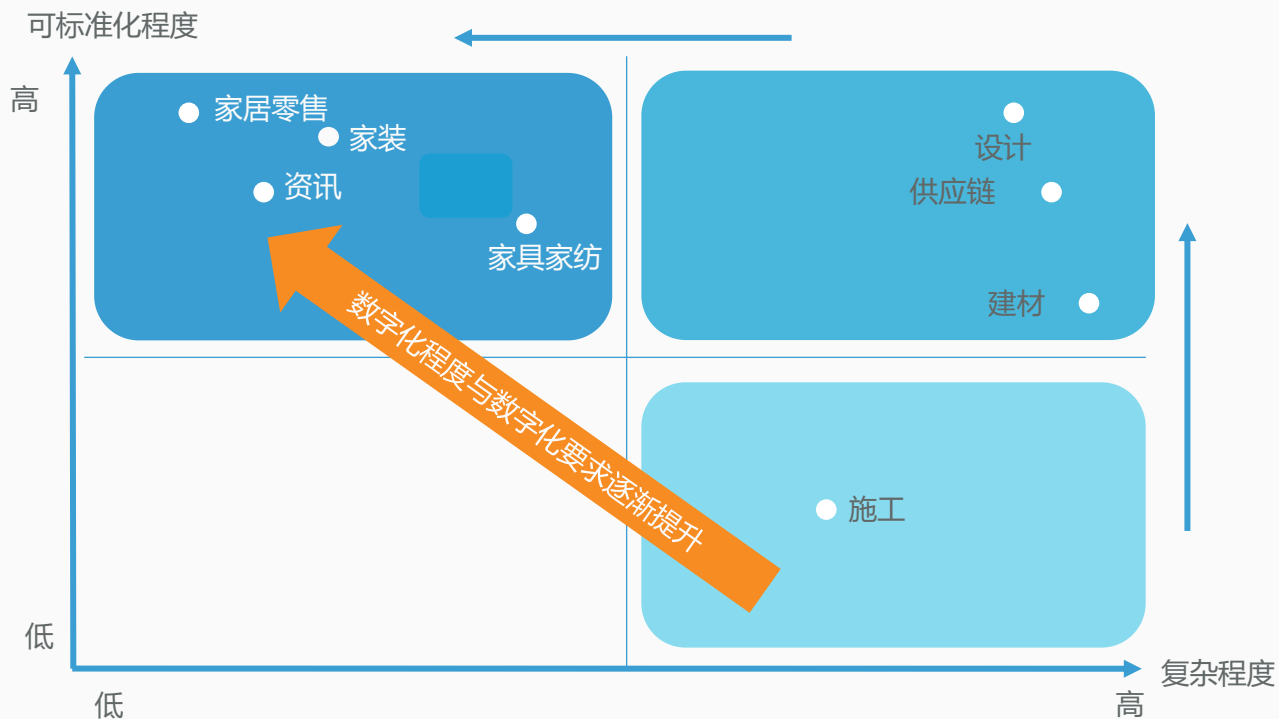 可标准化程度
高
家居零售
家装
资讯
家具家纺
设计
供应链
建材
数字化程度与数字化要求逐渐提升
施工
低
复杂程度
低
高